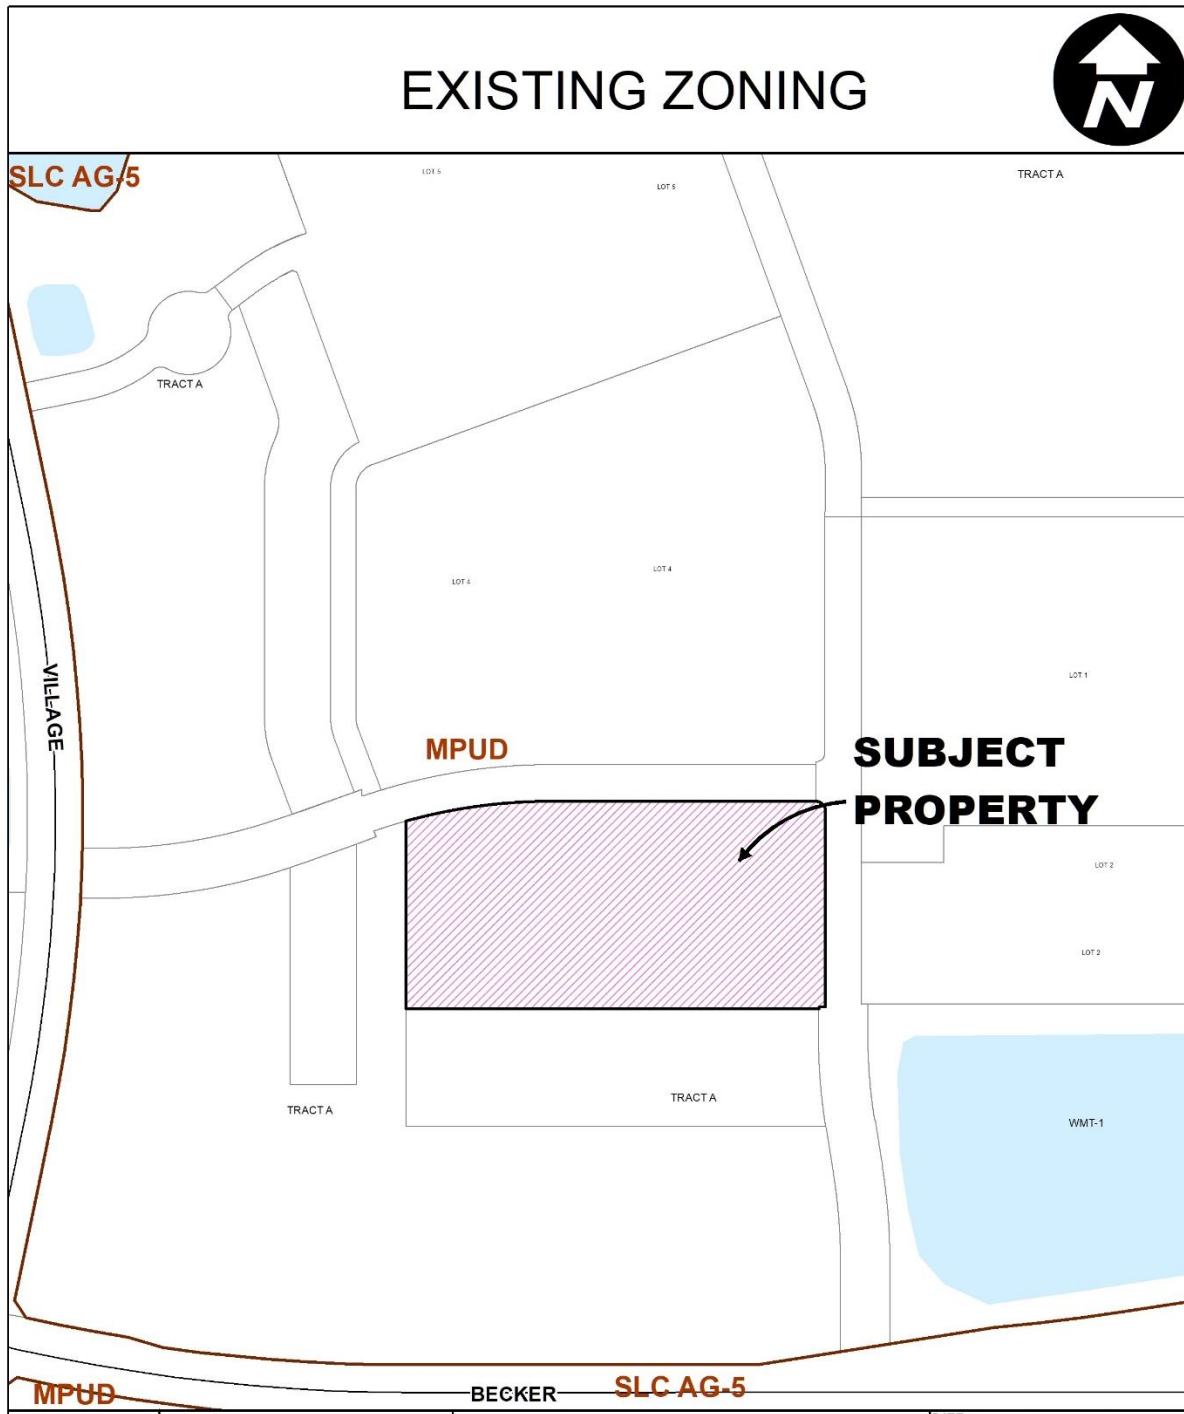 EXISTING ZONING
N
SLC AG-5
LOT 5
LOT 5
TRACT A
TRACT A
LOT 4
LOT 4
LOT 1
VILLAGE
MPUD
SUBJECT
PROPERTY
LOT 2
LOT 2
TRACT A
TRACT A
WMT-1
MPUD
BECKER
SLC AG-5